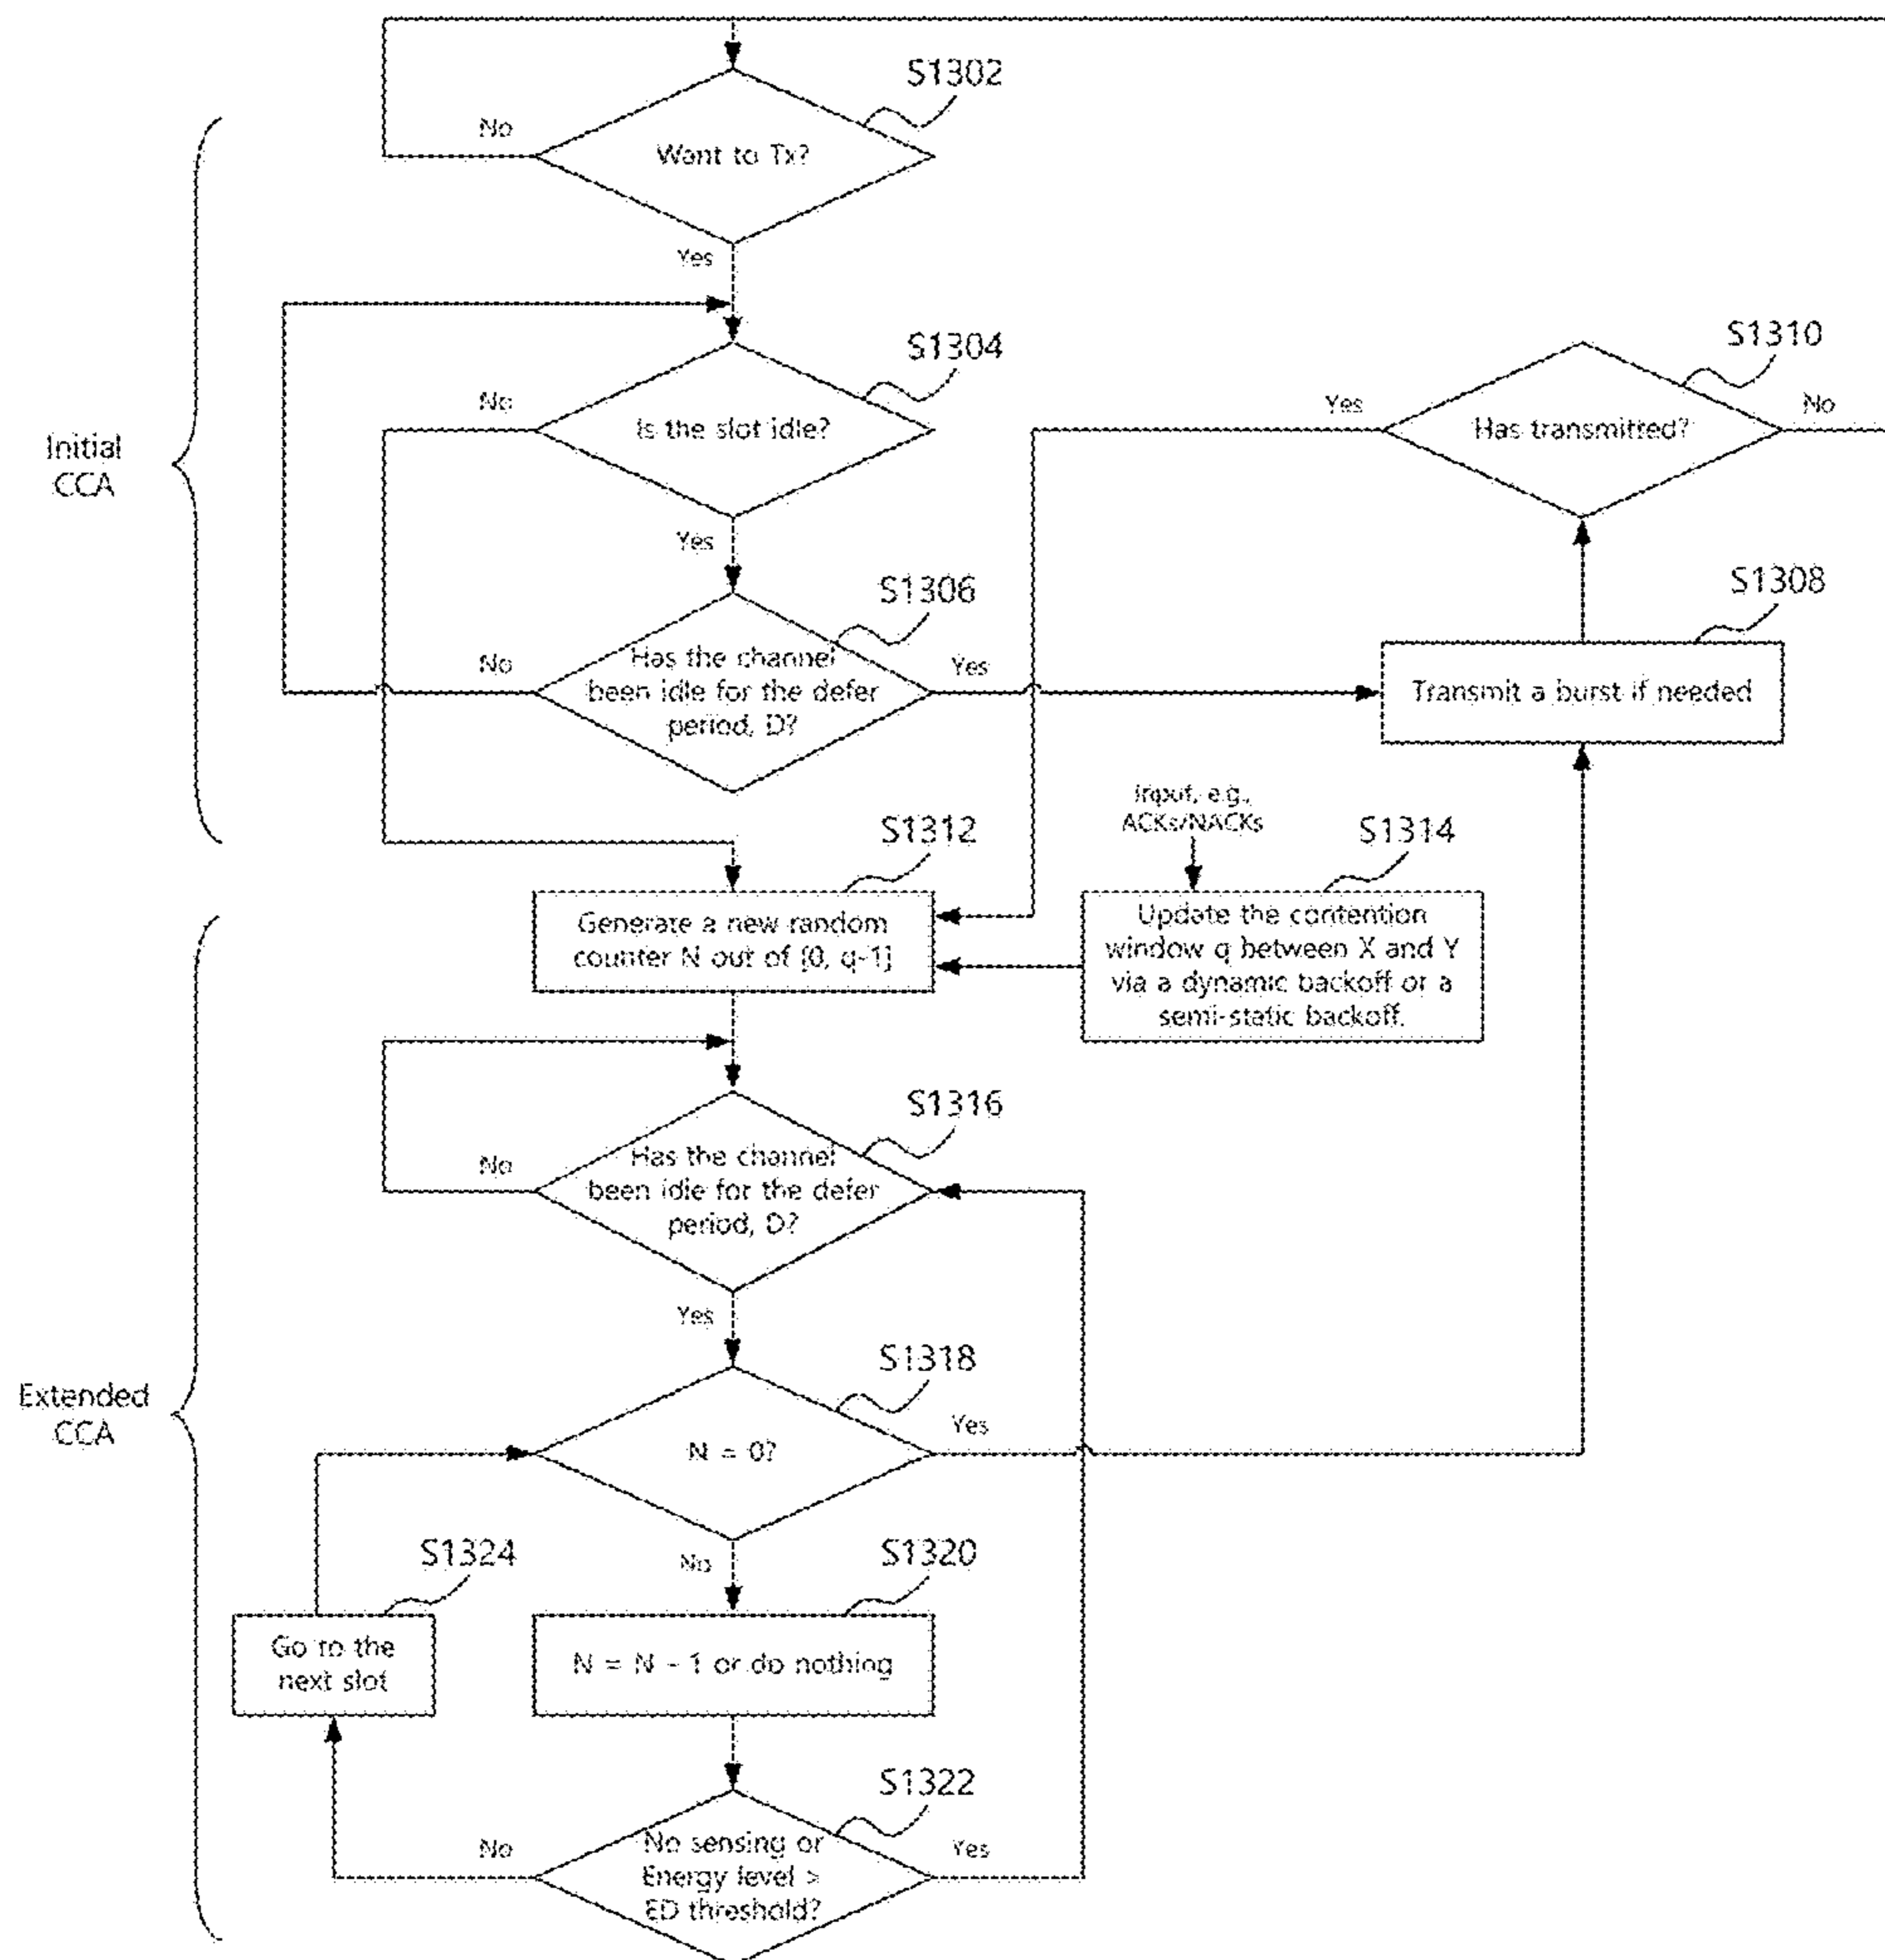 S1302
No
Want to Tx?
Yes
S1304
S1310
No
Is the slot idle?
Yes
Has transmitted?
No
Initial
CCA
Yes
S1306
S1308
No
Has the channel
been idle for the defer
period, D?
Yes
Transmit a burst if needed
S1312
Input, e.g.,
ACKs/NACKs
S1314
Generate a new random
counter N out of [0, q-1]
Update the contention
window q between X and Y
via a dynamic backoff or a
semi-static backoff.
S1316
No
Has the channel
been idle for the defer
period, D?
Yes
S1318
Extended
CCA
N = 0?
Yes
S1324
No
S1320
Go to the
next slot
N = N - 1 or do nothing
S1322
No
No sensing or
Energy level >
ED threshold?
Yes